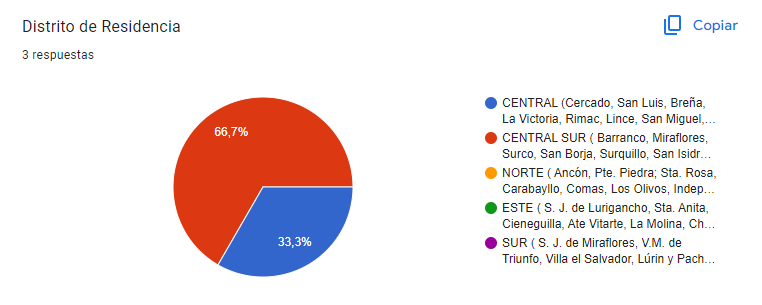 Distrito de Residencia
Copiar
3 respuestas
66,7%
33,3%
CENTRAL (Cercado, San Luis, Breña,
La Victoria, Rimac, Lince, San Miguel,...
CENTRAL SUR ( Barranco, Miraflores,
Surco, San Borja, Surquillo, San Isidr...
NORTE ( Ancón, Pte. Piedra; Sta. Rosa,
Carabayllo, Comas, Los Olivos, Indep...
ESTE ( S. J. de Lurigancho, Sta. Anita,
Cieneguilla, Ate Vitarte, La Molina, Ch...
SUR ( S. J. de Miraflores, V.M. de
Triunfo, Villa el Salvador, Lúrin y Pach...